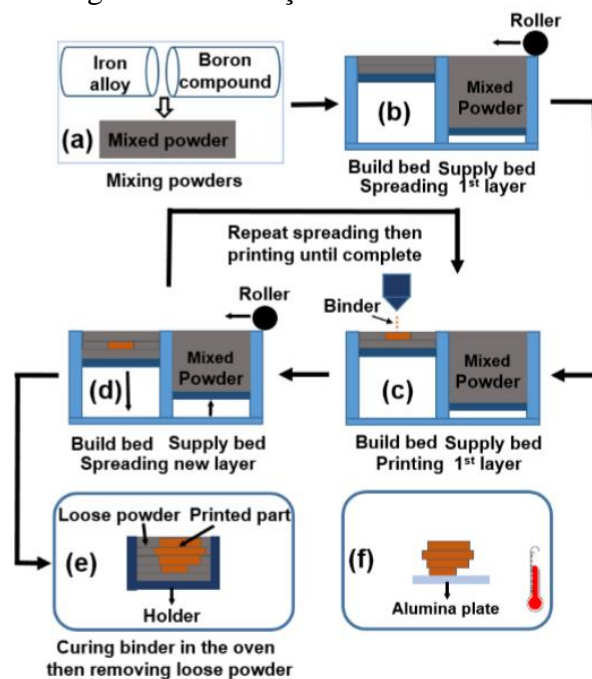 Iron
alloy
Boron
compound
(a)
Mixed powder
Mixing powders
Roller
Mixed
Powder
(b)
Build bed Supply bed
Spreading 1st layer
Repeat spreading then
printing until complete
Roller
Binder
Mixed
Powder
(d)
Build bed Supply bed
Spreading new layer
Mixed
Powder
(c)
Build bed Supply bed
Printing 1st layer
Loose powder Printed part
(e)
Holder
Curing binder in the oven
then removing loose powder
(f)
Alumina plate